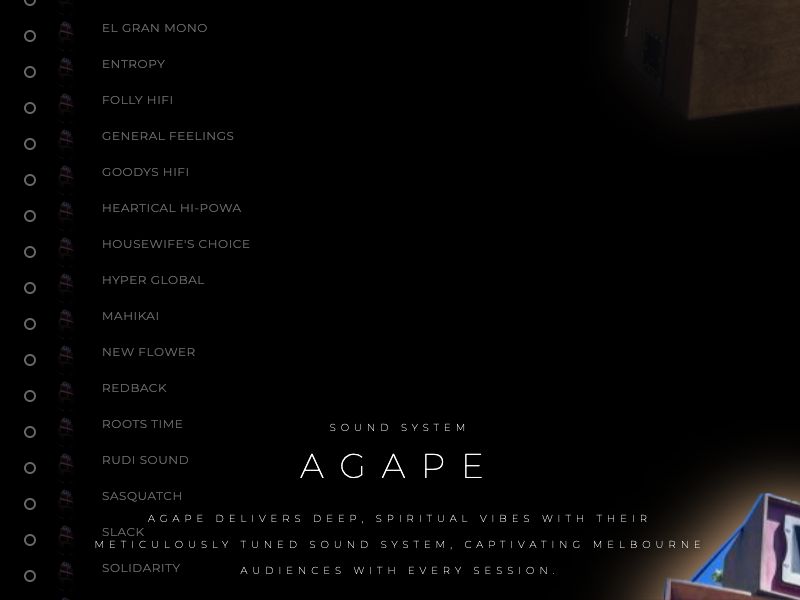 EL GRAN MONO
ENTROPY
FOLLY HIFI
GENERAL FEELINGS
GOODYS HIFI
HEARTICAL HI-POWA
HOUSEWIFE'S CHOICE
HYPER GLOBAL
MAHIKAI
NEW FLOWER
REDBACK
ROOTS TIME
RUDI SOUND
SASQUATCH
SLACK
SOLIDARITY
SOUND SYSTEM
AGAPE
AGAPE DELIVERS DEEP, SPIRITUAL VIBES WITH THEIR
METICULOUSLY TUNED SOUND SYSTEM, CAPTIVATING MELBOURNE
AUDIENCES WITH EVERY SESSION.